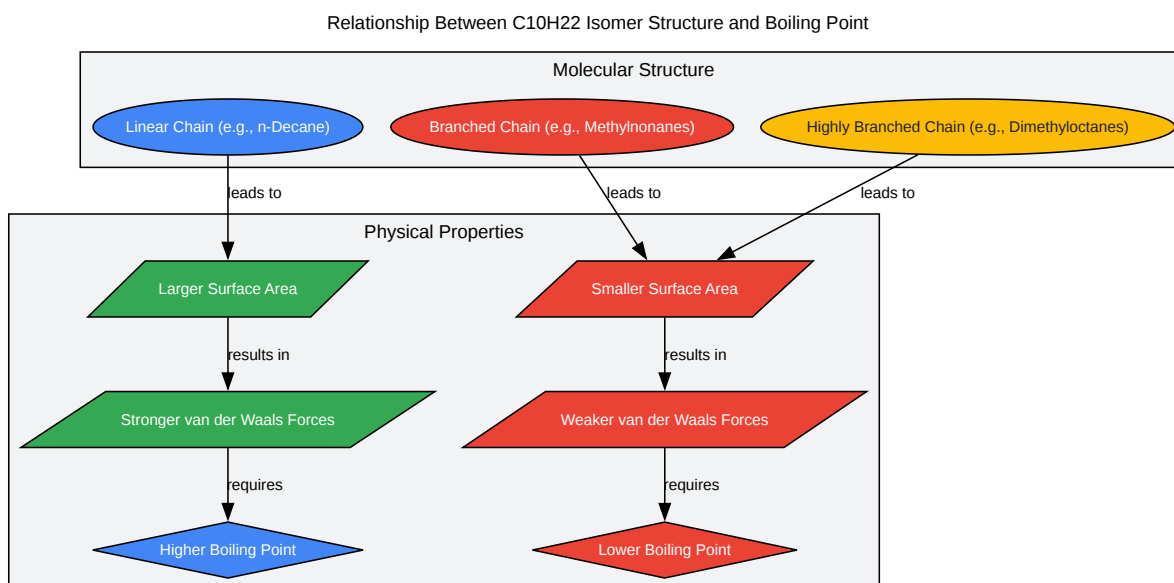 Relationship Between C10H22 Isomer Structure and Boiling Point
Molecular Structure
Linear Chain (e.g., n-Decane)
Branched Chain (e.g., Methylnonanes)
Highly Branched Chain (e.g., Dimethyloctanes)
leads to
leads to
leads to
Physical Properties
Larger Surface Area
Smaller Surface Area
results in
results in
Stronger van der Waals Forces
Weaker van der Waals Forces
requires
requires
Higher Boiling Point
Lower Boiling Point